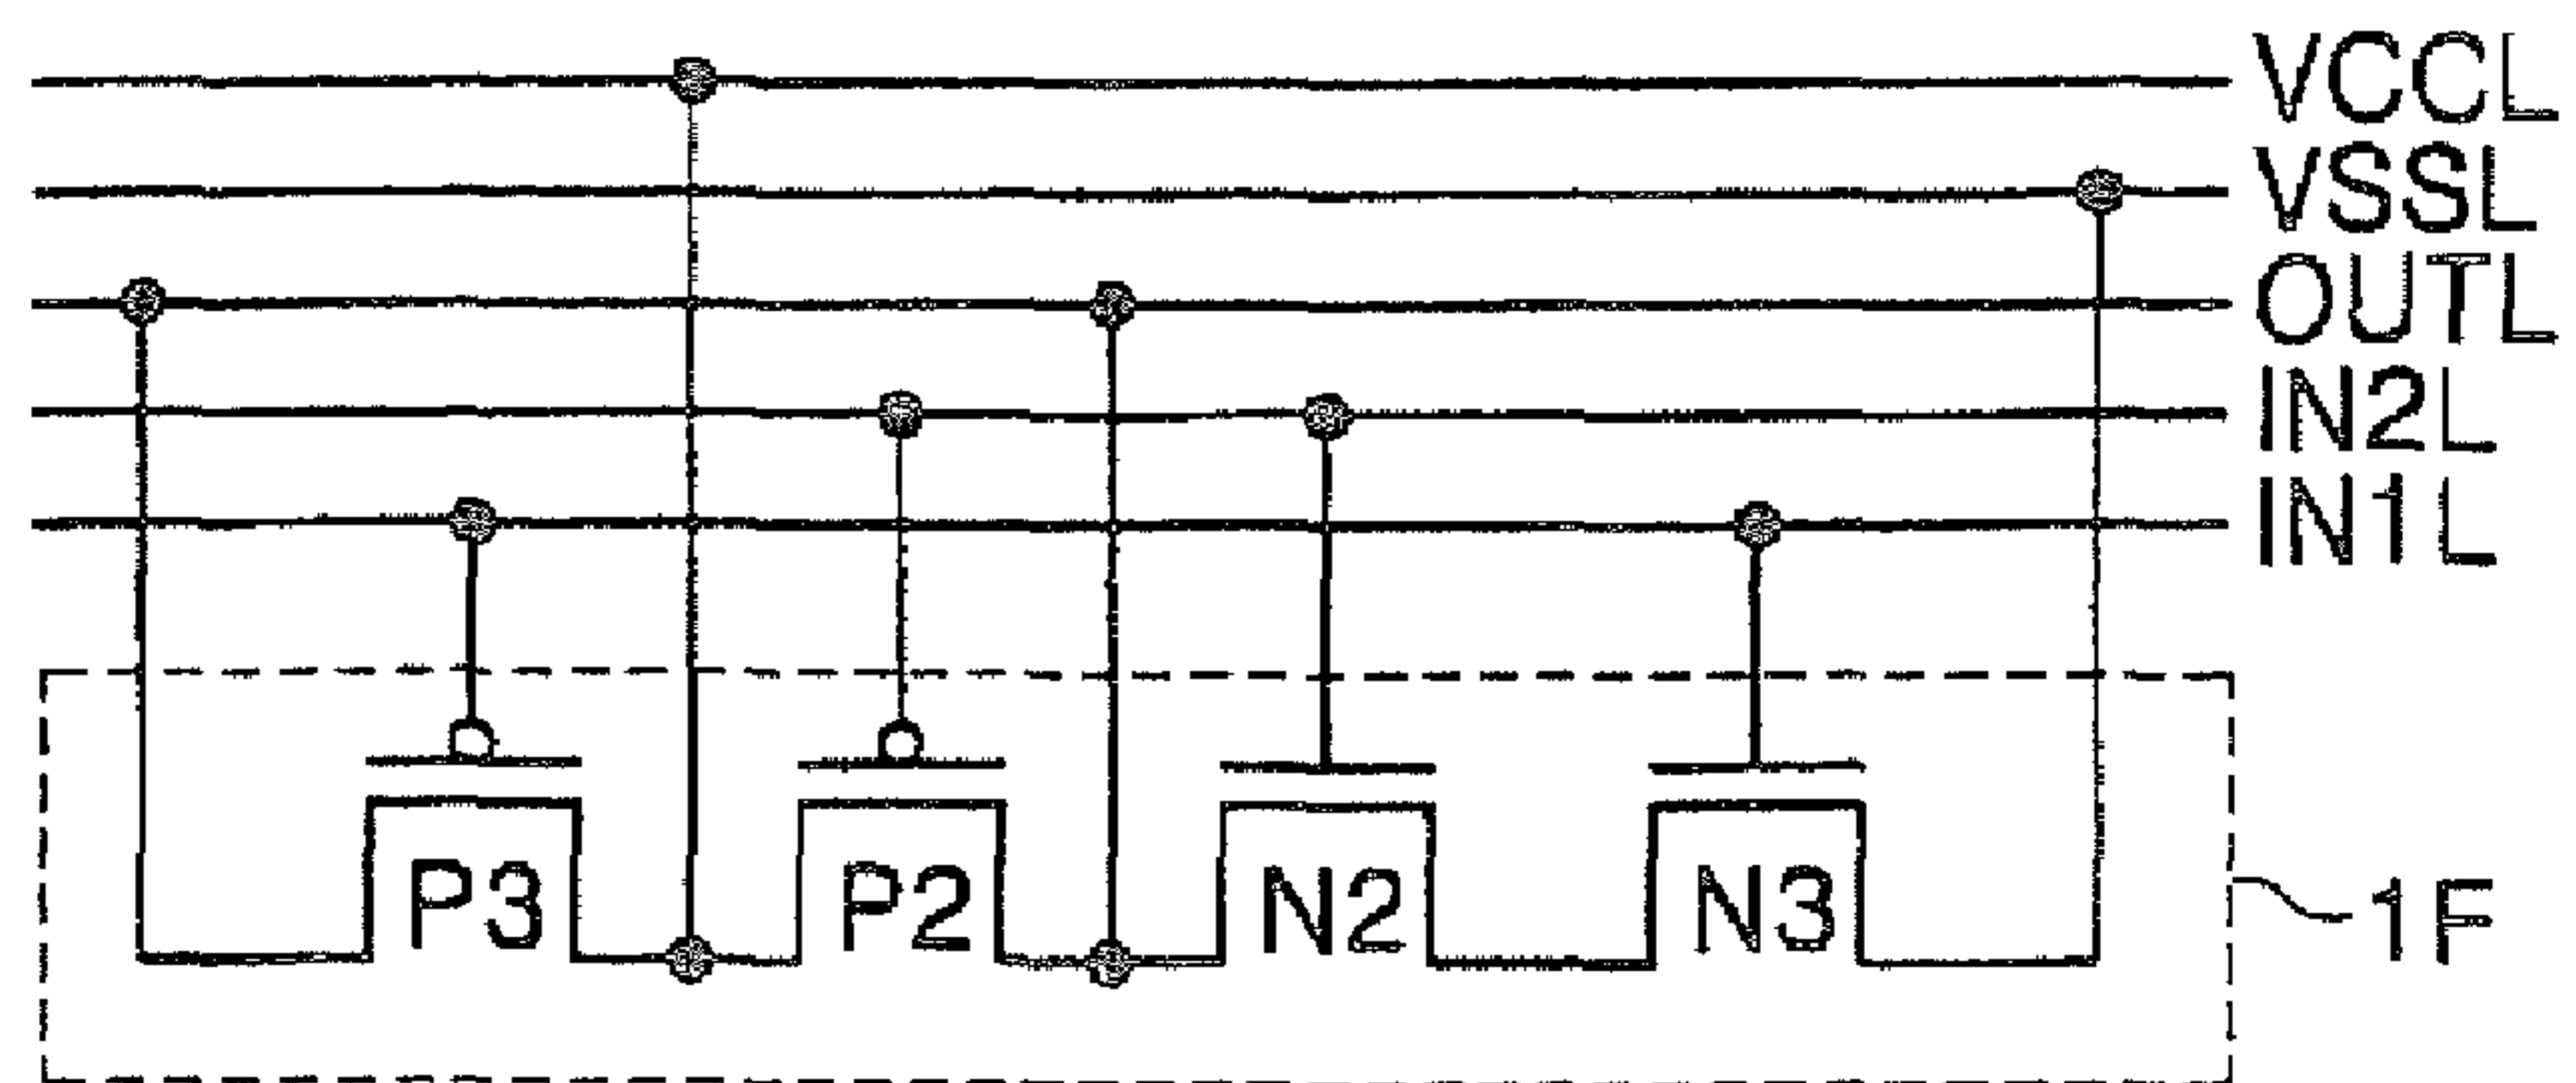 VCCL
VSSL
OUTL
IN2L
IN1L
P3 P2 N2 N3
1F